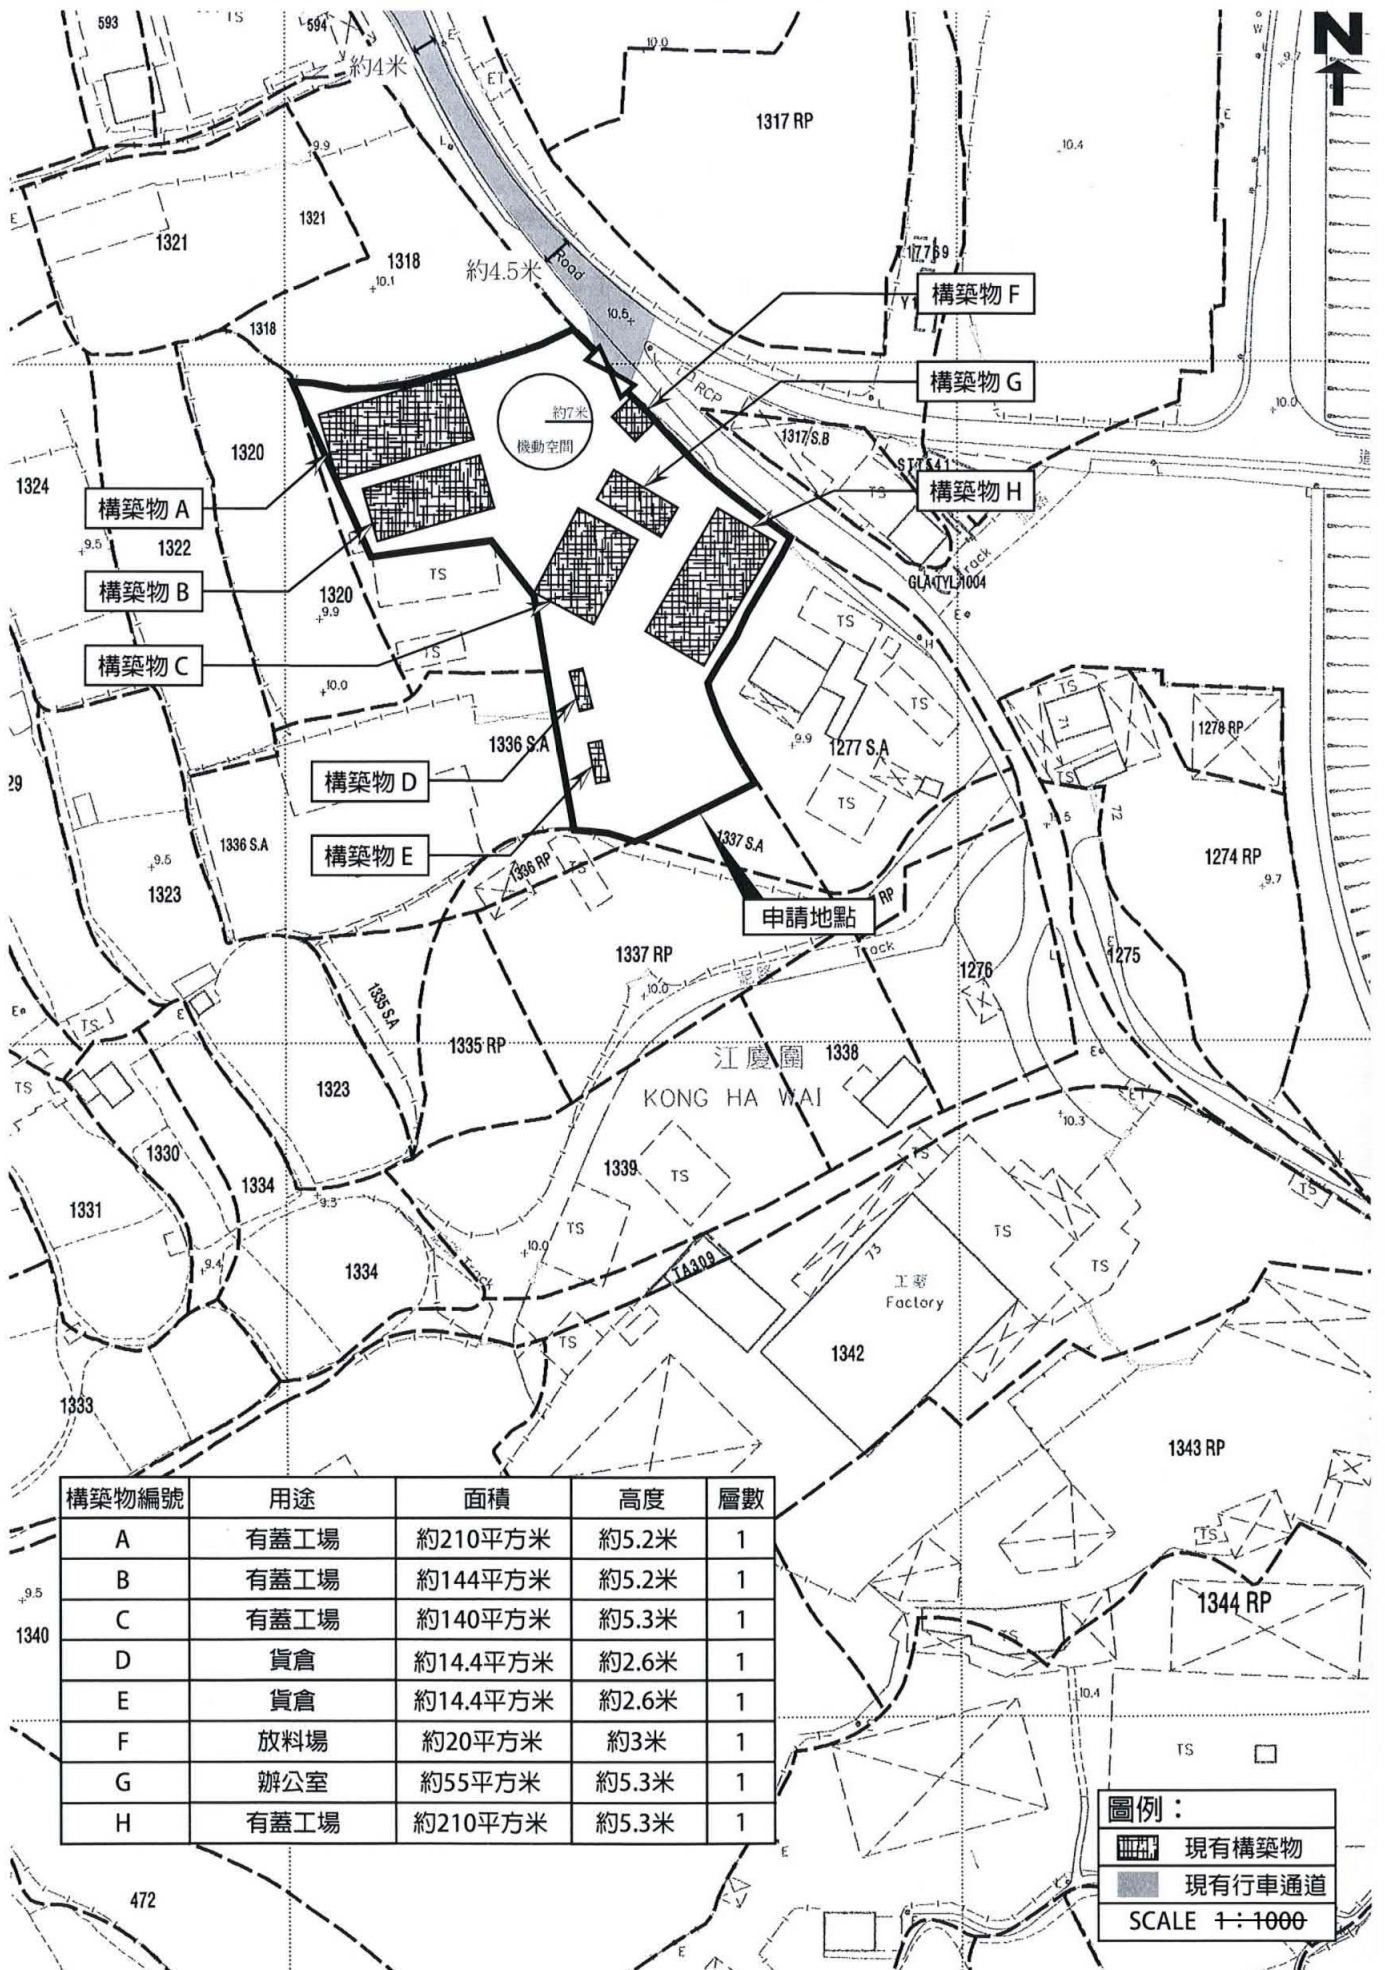 593
TS
594
約4米
E
ET
10.0
1317 RP
N
W
E
9.9
L
10.4
H
1321
1321
1318
10.1
約4.5米
Road
10.5
17769
構築物 F
1318
RCP
構築物 G
10.0
約7米
機動空間
1317 S.B
1320
1324
構築物 A
STT541
TS
構築物 H
9.5
1322
TS
Track
GLA TYL 1004
構築物 B
1320
9.9
TS
E
TS
H
構築物 C
10.0
TS
TS
1336 S.A
9.9
1277 S.A
71
1278 RP
29
構築物 D
TS
TS
72
1336 S.A
構築物 E
1336 RP
TS
1337 S.A
1274 RP
9.7
9.5
1323
申請地點
RP
1337 RP
Track
10.0
1276
1275
1335 S.A
E
TS
E
1335 RP
江廈圍
1338
E
KONG HA WAI
TS
1323
10.3
ET
1330
1339
TS
TS
1334
1331
9.3
TS
TS
TS
10.0
9.4
1334
TA309
73
TS
工廠
Factory
TS
1342
1333
1343 RP
構築物編號 用途 面積 高度 層數
A 有蓋工場 約210平方米 約5.2米 1
B 有蓋工場 約144平方米 約5.2米 1
C 有蓋工場 約140平方米 約5.3米 1
D 貨倉 約14.4平方米 約2.6米 1
E 貨倉 約14.4平方米 約2.6米 1
F 放料場 約20平方米 約3米 1
G 辦公室 約55平方米 約5.3米 1
H 有蓋工場 約210平方米 約5.3米 1
9.5
1340
TS
1344 RP
TS
10.4
TS
圖例：
現有構築物
現有行車通道
SCALE 1：1000
472
E
E